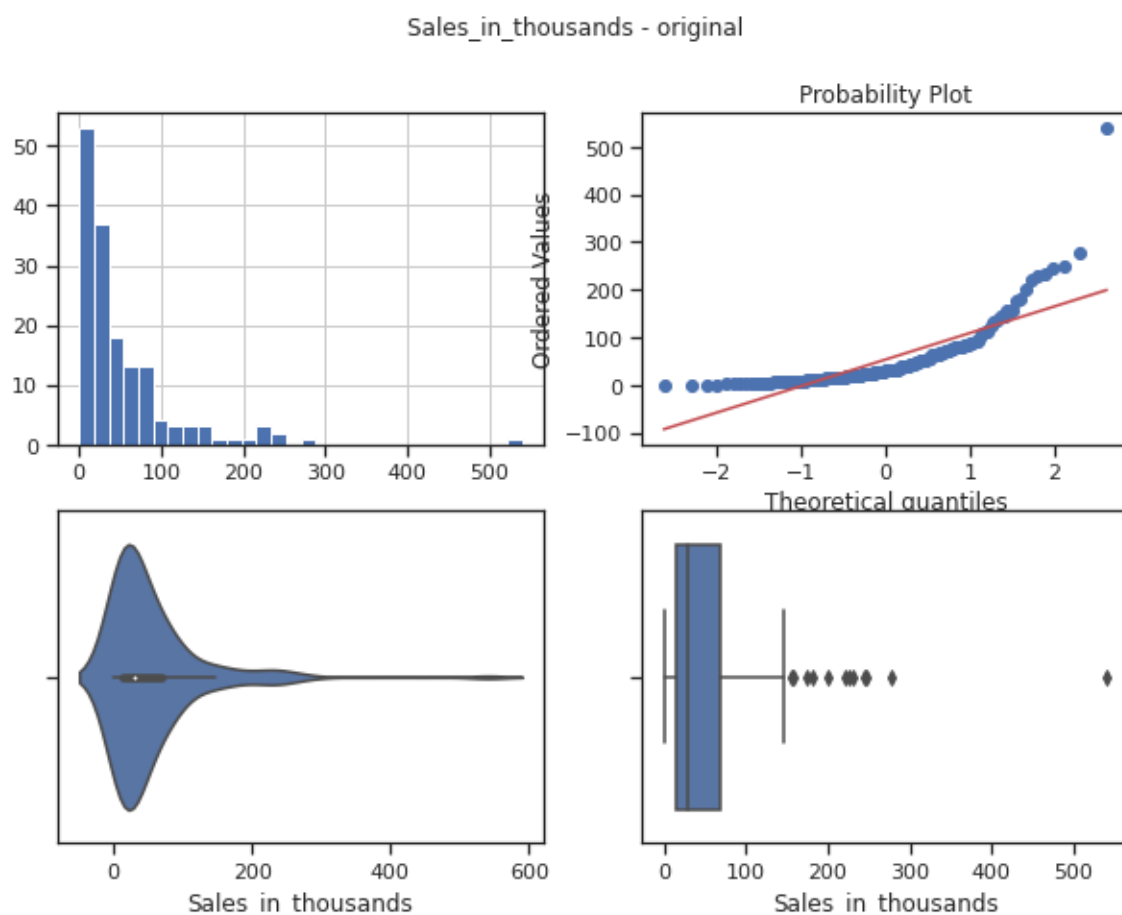 Sales_in_thousands - original
Probability Plot
50
40
30
20
10
0
0 100 200 300 400 500
Ordered Values
500
400
300
200
100
0
−100
−2 −1 0 1 2
Theoretical quantiles
0 200 400 600
Sales_in_thousands
0 100 200 300 400 500
Sales_in_thousands